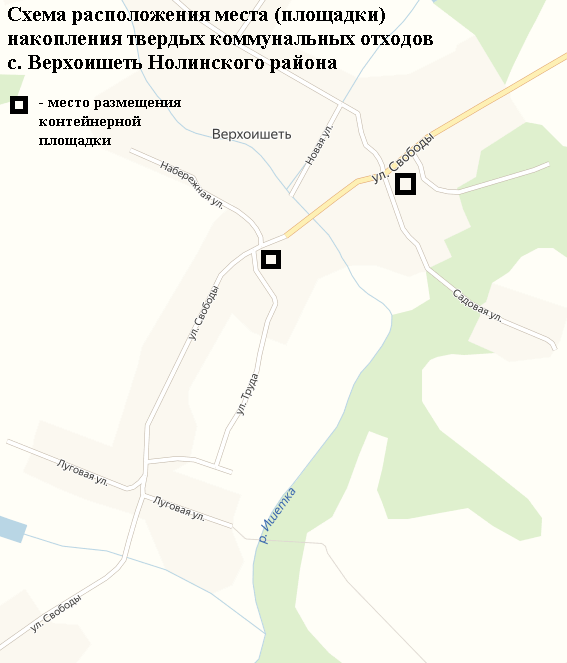 Схема расположения места (площадки)
накопления твердых коммунальных отходов
с. Верхоишеть Нолинского района
- место размещения
контейнерной
площадки
Верхоишеть
Новая ул.
ул. Свободы
Набережная ул.
Садовая ул.
ул. Свободы
ул. Труда
Луговая ул.
Луговая ул.
р. Ишетка
ул. Свободы